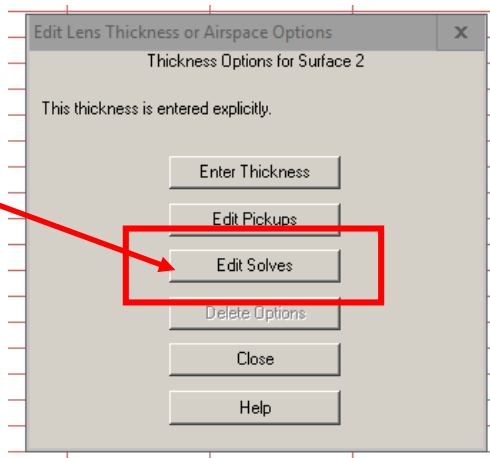 Edit Lens Thickness or Airspace Options
x
Thickness Options for Surface 2
This thickness is entered explicitly.
Enter Thickness
Edit Pickups
Edit Solves
Delete Options
Close
Help